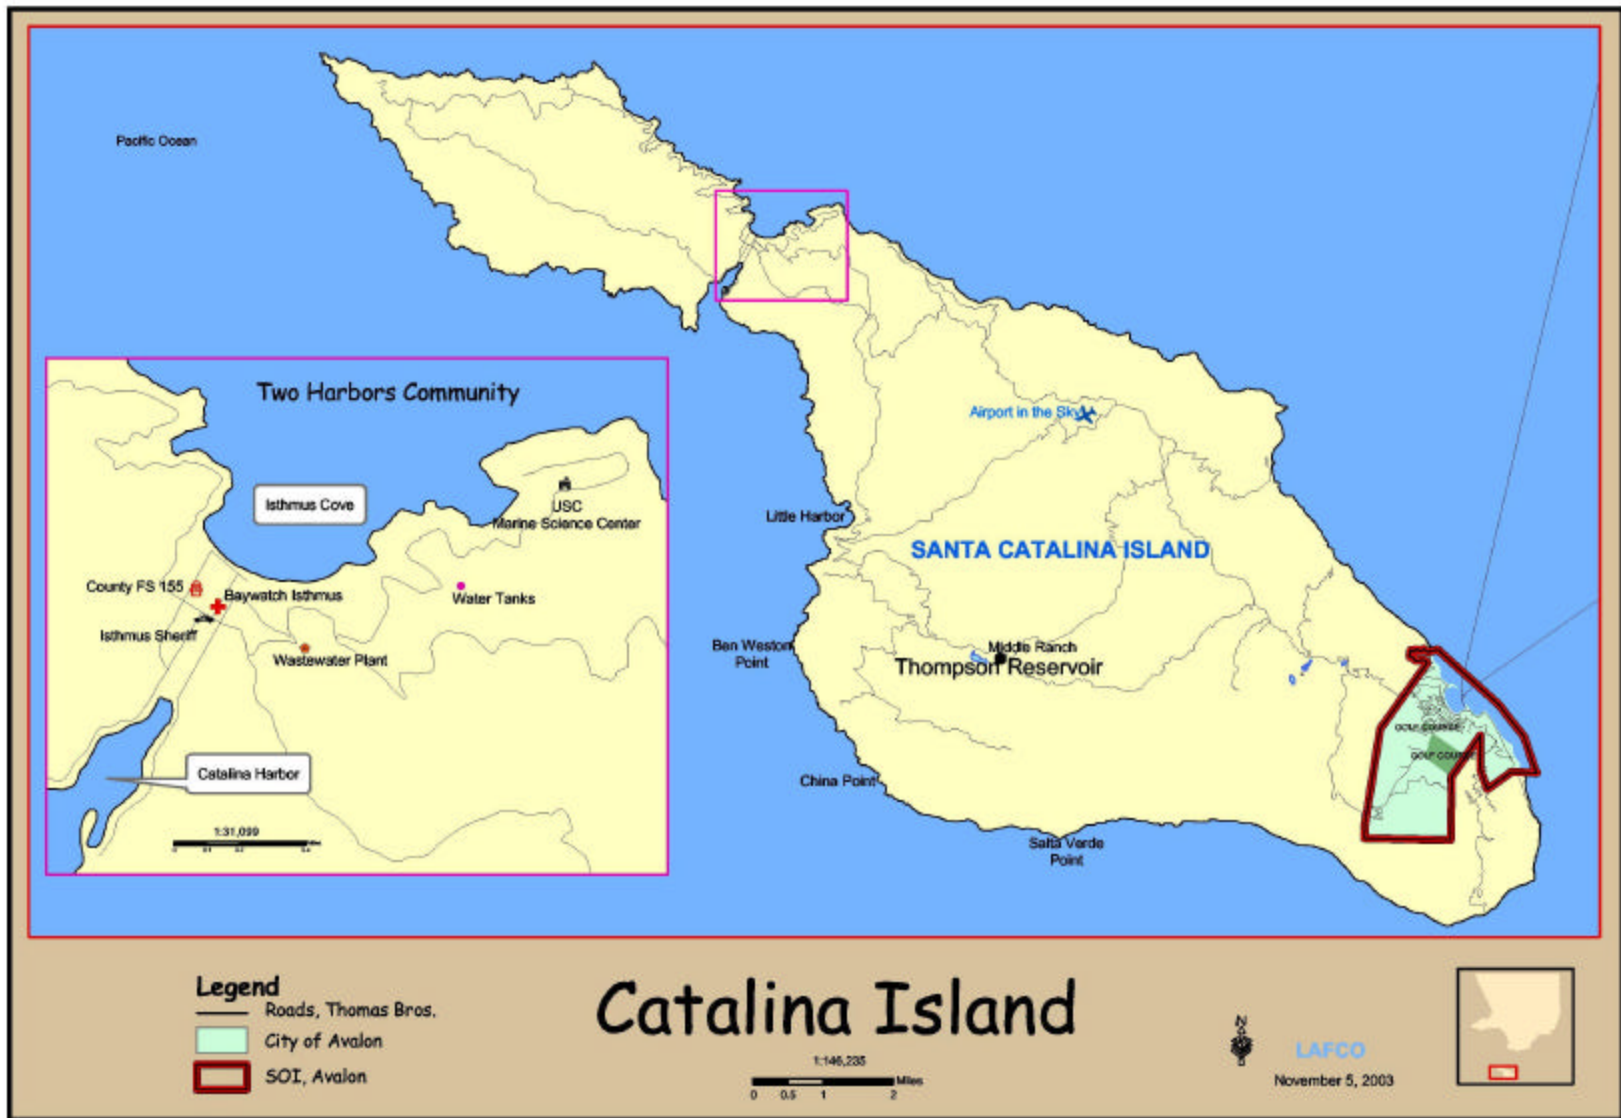 Pacific Ocean
Two Harbors Community
Isthmus Cove
USC
Marine Science Center
County FS 155
Baywatch Isthmus
Water Tanks
Isthmus Sheriff
Wastewater Plant
Catalina Harbor
1:31,099
Airport in the Sky
Little Harbor
SANTA CATALINA ISLAND
Ben Weston
Point
Middle Ranch
Thompson Reservoir
GOLF COURSE
GOLF COURSE
China Point
Salta Verde
Point
Legend
Roads, Thomas Bros.
City of Avalon
SOI, Avalon
Catalina Island
1:146,235
Miles
0 0.5 1 2
N
LAFCO
November 5, 2003